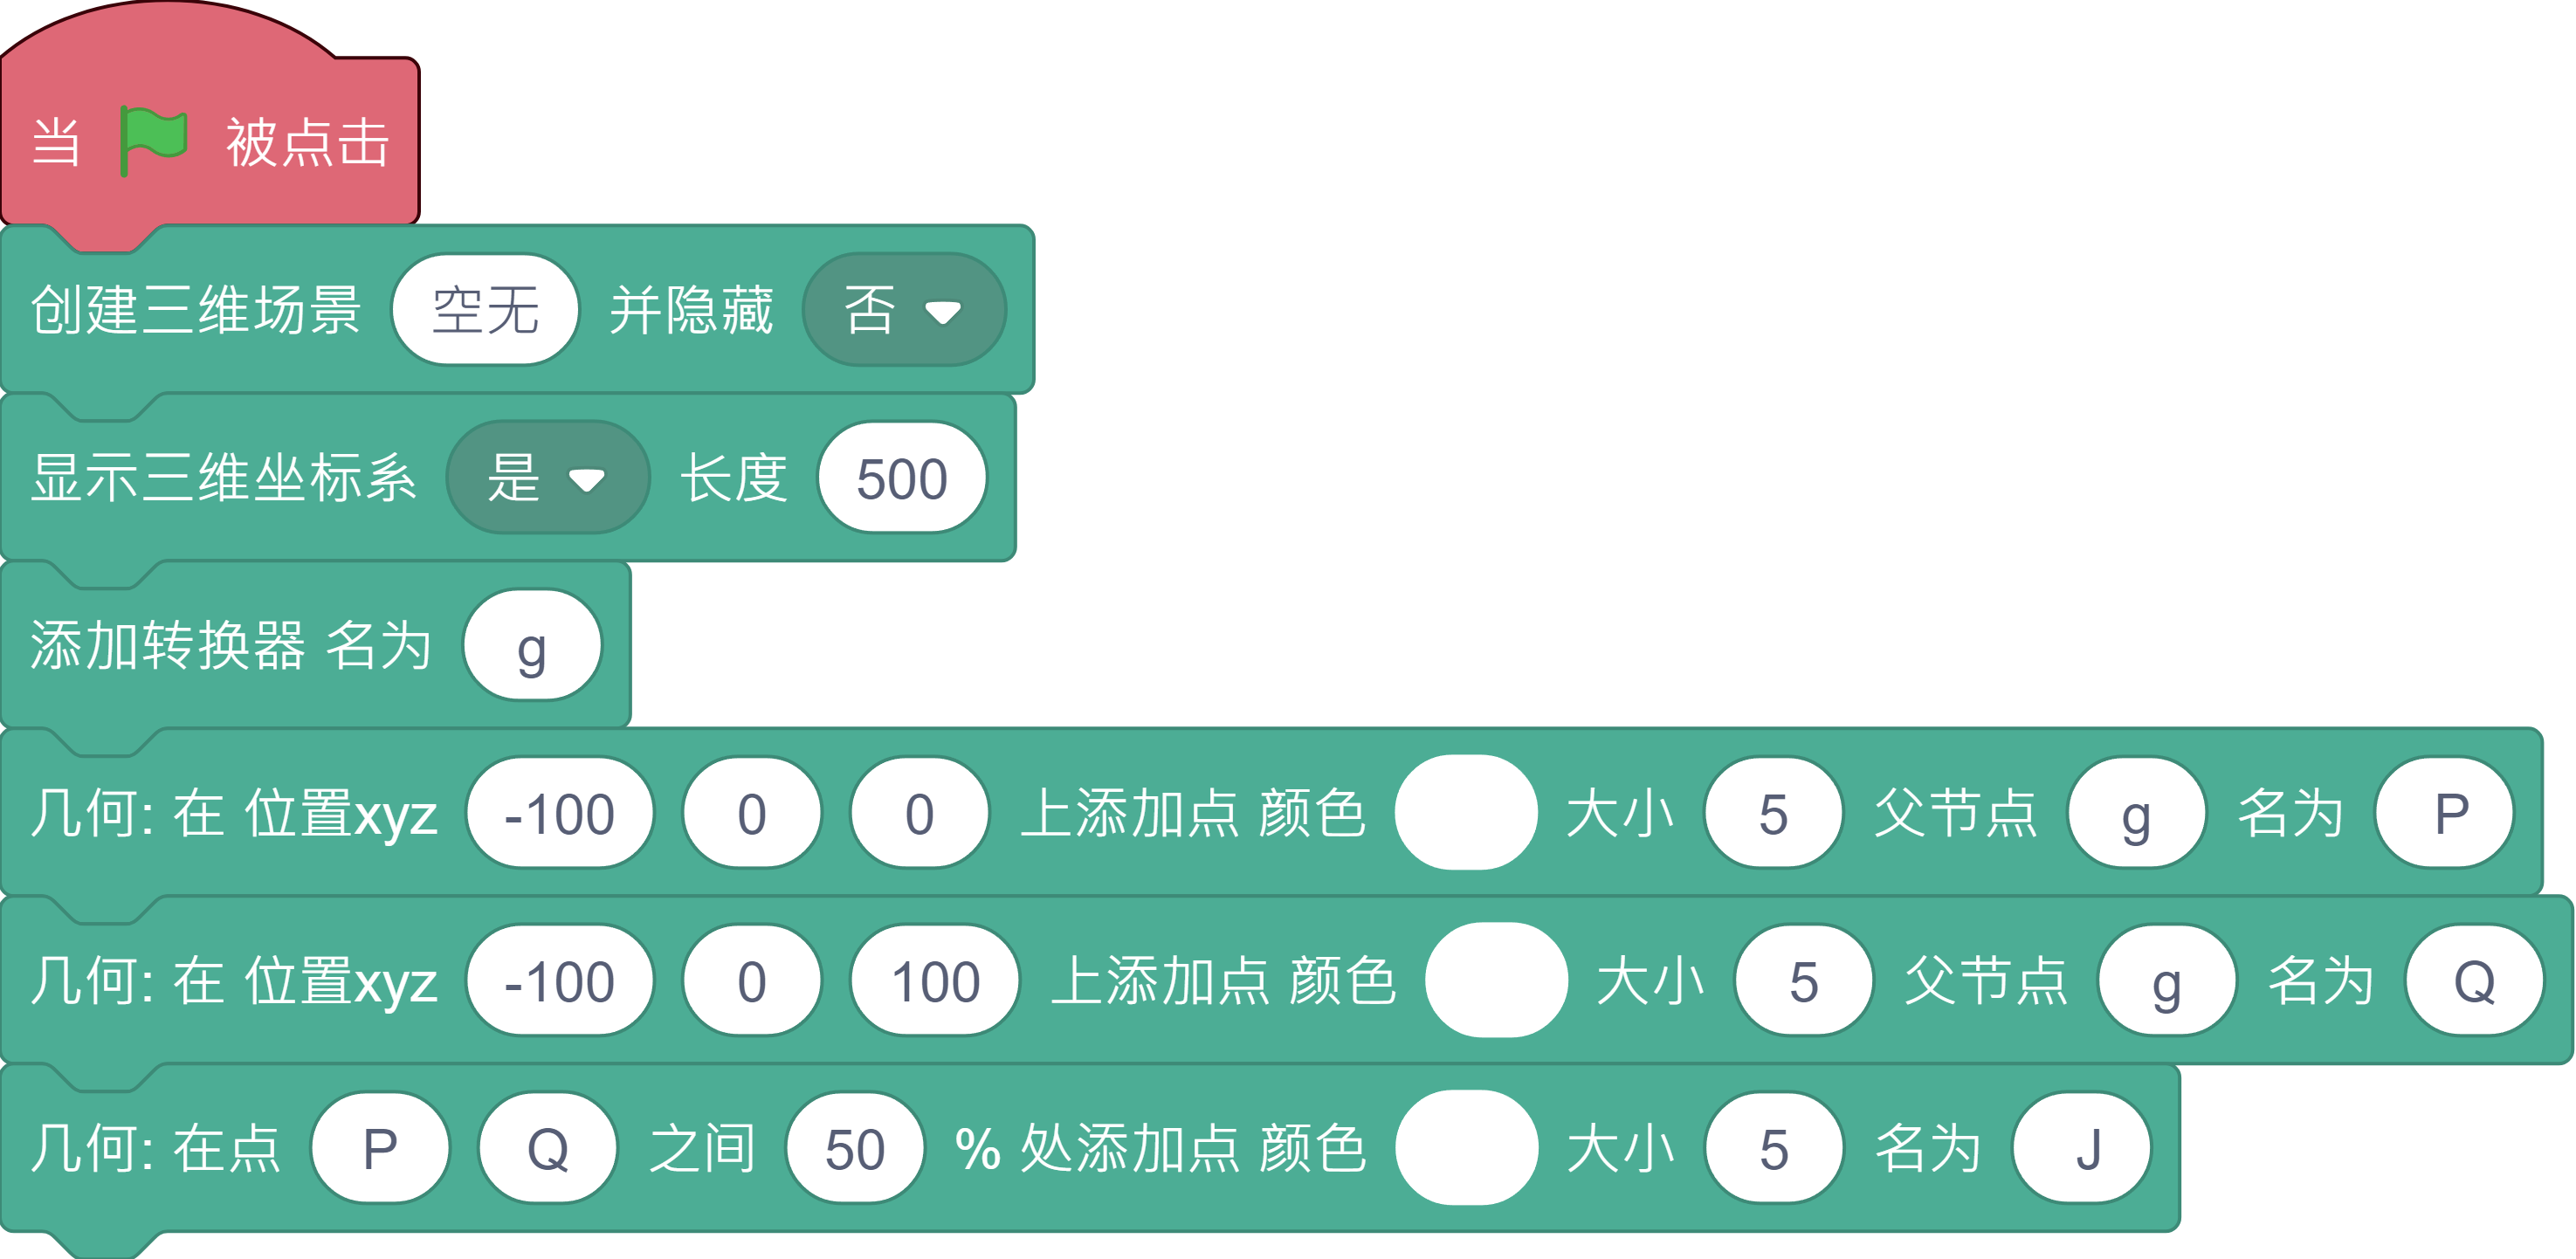 当 被点击
创建三维场景 空无 并隐藏 否
显示三维坐标系 是 长度 500
添加转换器 名为 g
几何: 在 位置xyz -100 0 0 上添加点 颜色 大小 5 父节点 g 名为 P
几何: 在 位置xyz -100 0 100 上添加点 颜色 大小 5 父节点 g 名为 Q
几何: 在点 P Q 之间 50 % 处添加点 颜色 大小 5 名为 J